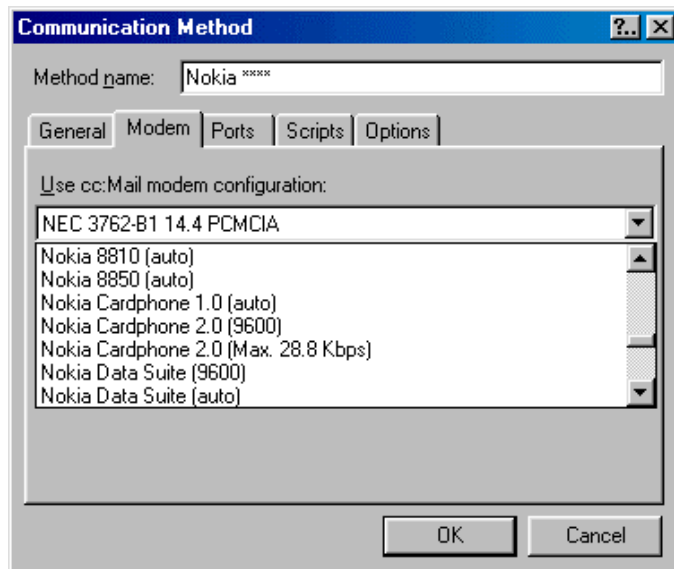 Communication Method
Method name: Nokia ****
General Modem Ports Scripts Options
Use cc:Mail modem configuration:
NEC 3762-B1 14.4 PCMCIA
Nokia 8810 (auto)
Nokia 8850 (auto)
Nokia Cardphone 1.0 (auto)
Nokia Cardphone 2.0 (9600)
Nokia Cardphone 2.0 (Max. 28.8 Kbps)
Nokia Data Suite (9600)
Nokia Data Suite (auto)
OK Cancel